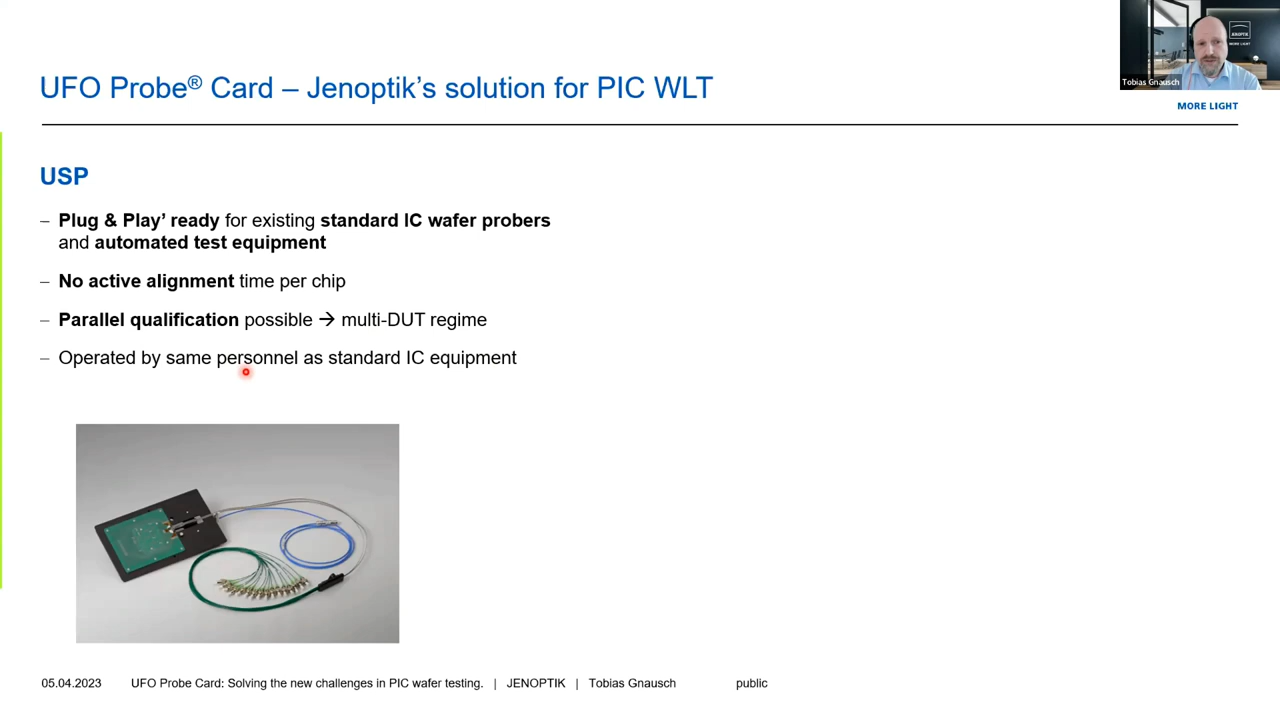 UFO Probe® Card – Jenoptik's solution for PIC WLT
JENOPTIK
MORE LIGHT
Tobias Gnausch
MORE LIGHT
USP
– Plug & Play’ ready for existing standard IC wafer probers
and automated test equipment
– No active alignment time per chip
– Parallel qualification possible → multi-DUT regime
– Operated by same personnel as standard IC equipment
05.04.2023 UFO Probe Card: Solving the new challenges in PIC wafer testing. | JENOPTIK | Tobias Gnausch public